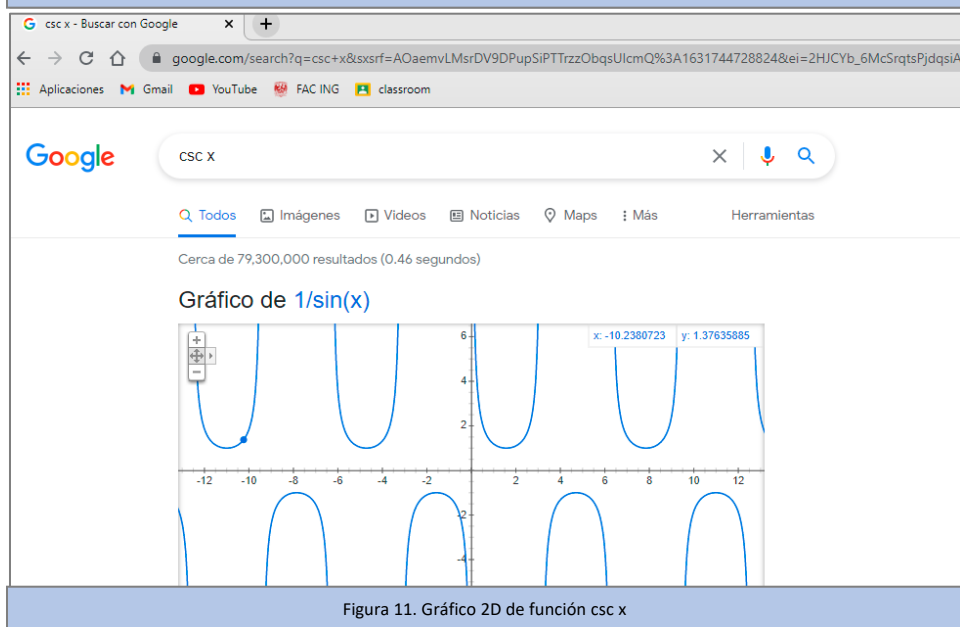 csc x - Buscar con Google
google.com/search?q=csc+x&sxsrf=AOaemvLMsrDV9DPupSiPTTrzzObqsUlcmQ%3A1631744728824&ei=2HJCYb_6McSrqtsPjdqsiA
Aplicaciones Gmail YouTube FAC ING classroom
Google csc x
Todos Imágenes Videos Noticias Maps Más Herramientas
Cerca de 79,300,000 resultados (0.46 segundos)
Gráfico de 1/sin(x)
x: -10.2380723 y: 1.37635885
6
4
2
-12 -10 -8 -6 -4 -2 2 4 6 8 10 12
-2
-4
Figura 11. Gráfico 2D de función csc x